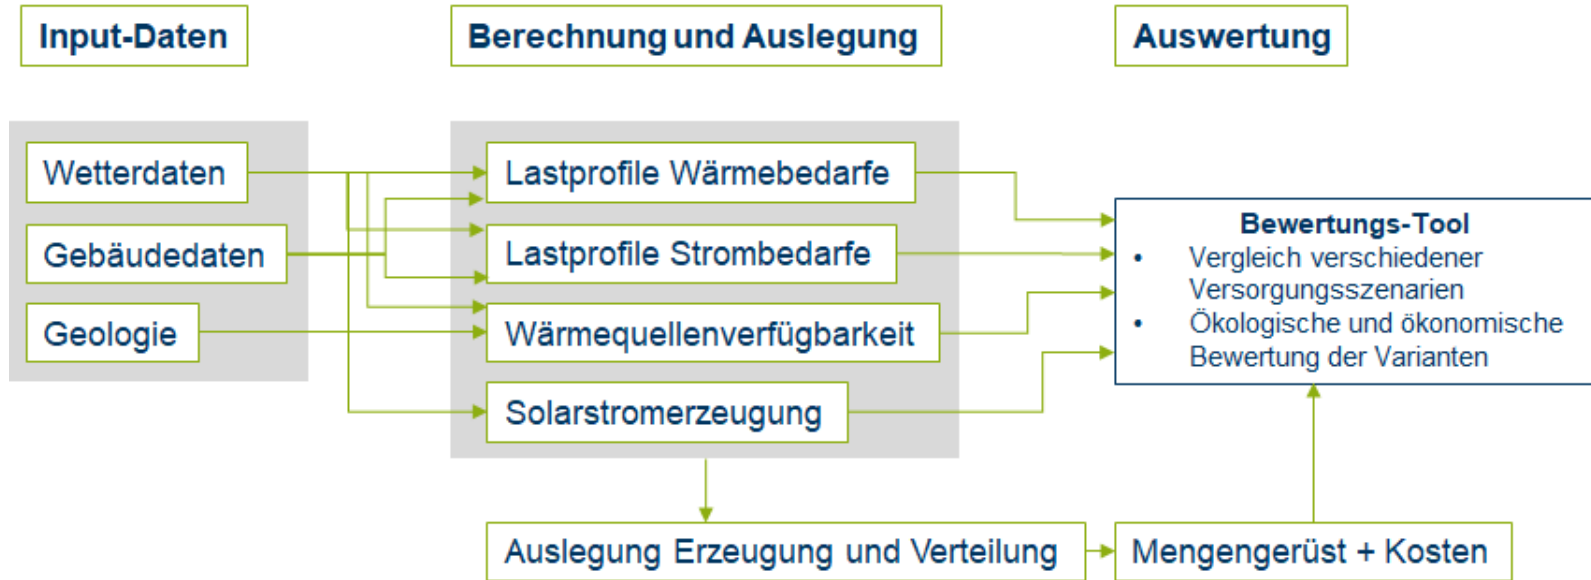 Input-Daten
Berechnung und Auslegung
Auswertung
Wetterdaten
Gebäudedaten
Geologie
Lastprofile Wärmebedarfe
Lastprofile Strombedarfe
Wärmequellenverfügbarkeit
Solarstromerzeugung
Bewertungs-Tool
• Vergleich verschiedener
Versorgungsszenarien
• Ökologische und ökonomische
Bewertung der Varianten
Auslegung Erzeugung und Verteilung
Mengengerüst + Kosten